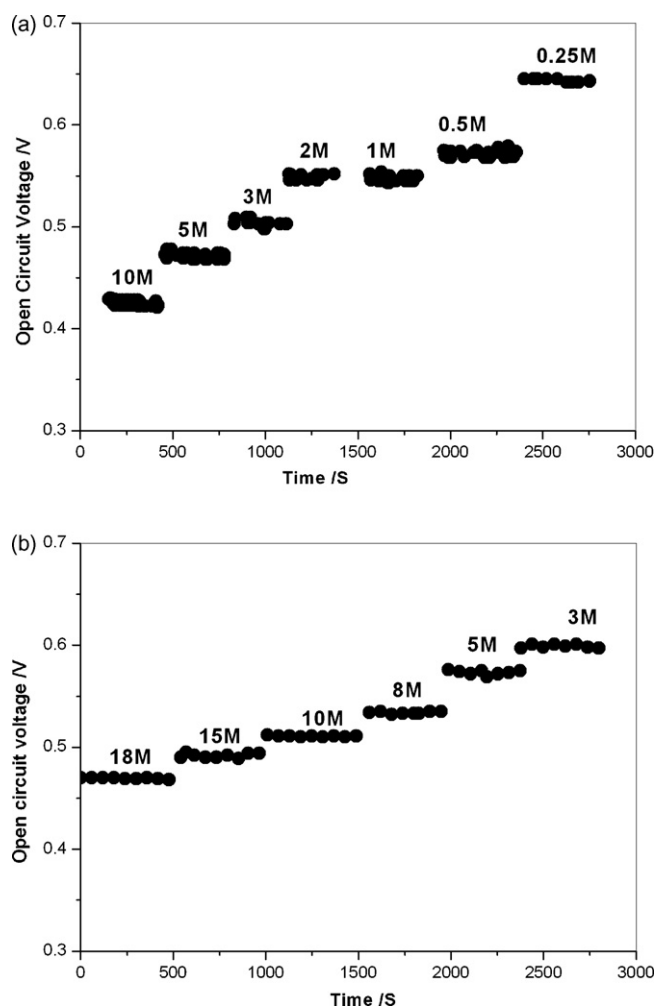 (a)
0.7
0.6
0.5
0.4
0.3
Open Circuit Voltage /V
10M
5M
3M
2M
1M
0.5M
0.25M
0 500 1000 1500 2000 2500 3000
Time /S
(b)
0.7
0.6
0.5
0.4
0.3
Open circuit voltage /V
18M
15M
10M
8M
5M
3M
0 500 1000 1500 2000 2500 3000
Time /S